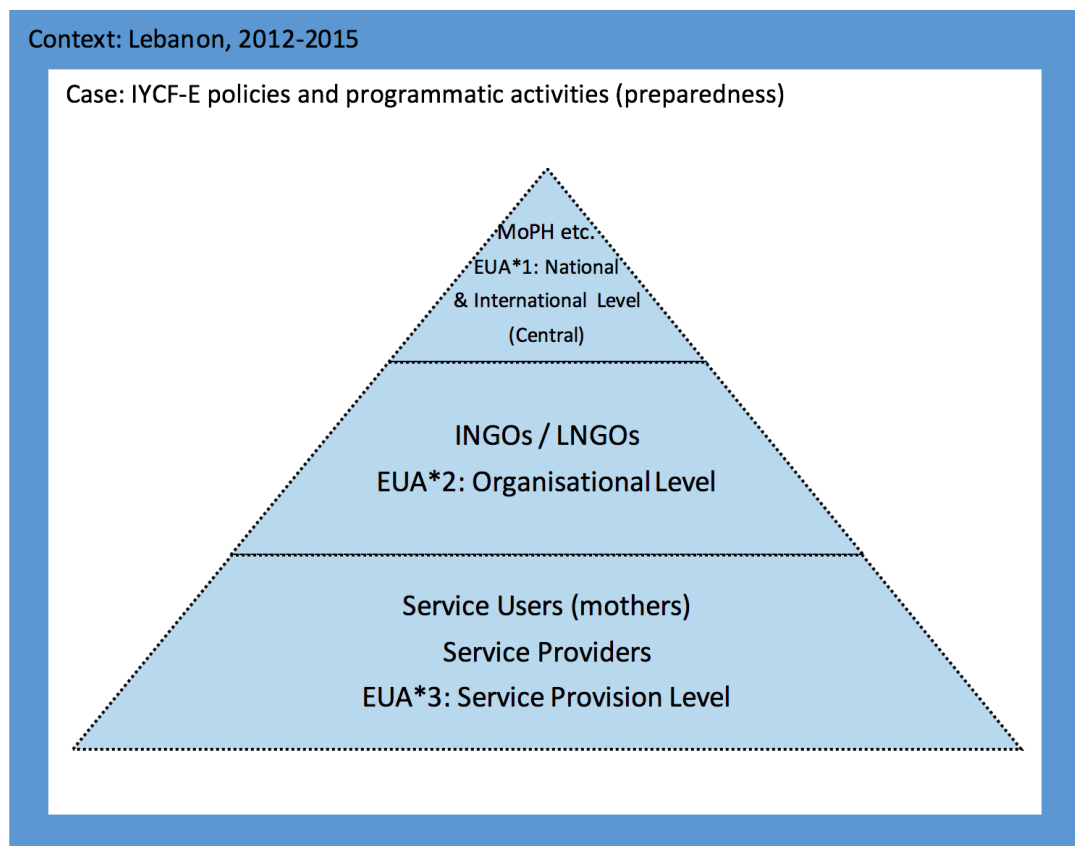 Context: Lebanon, 2012-2015
Case: IYCF-E policies and programmatic activities (preparedness)
MoPH etc.
EUA*1: National
& International Level
(Central)
INGOs / LNGOs
EUA*2: Organisational Level
Service Users (mothers)
Service Providers
EUA*3: Service Provision Level